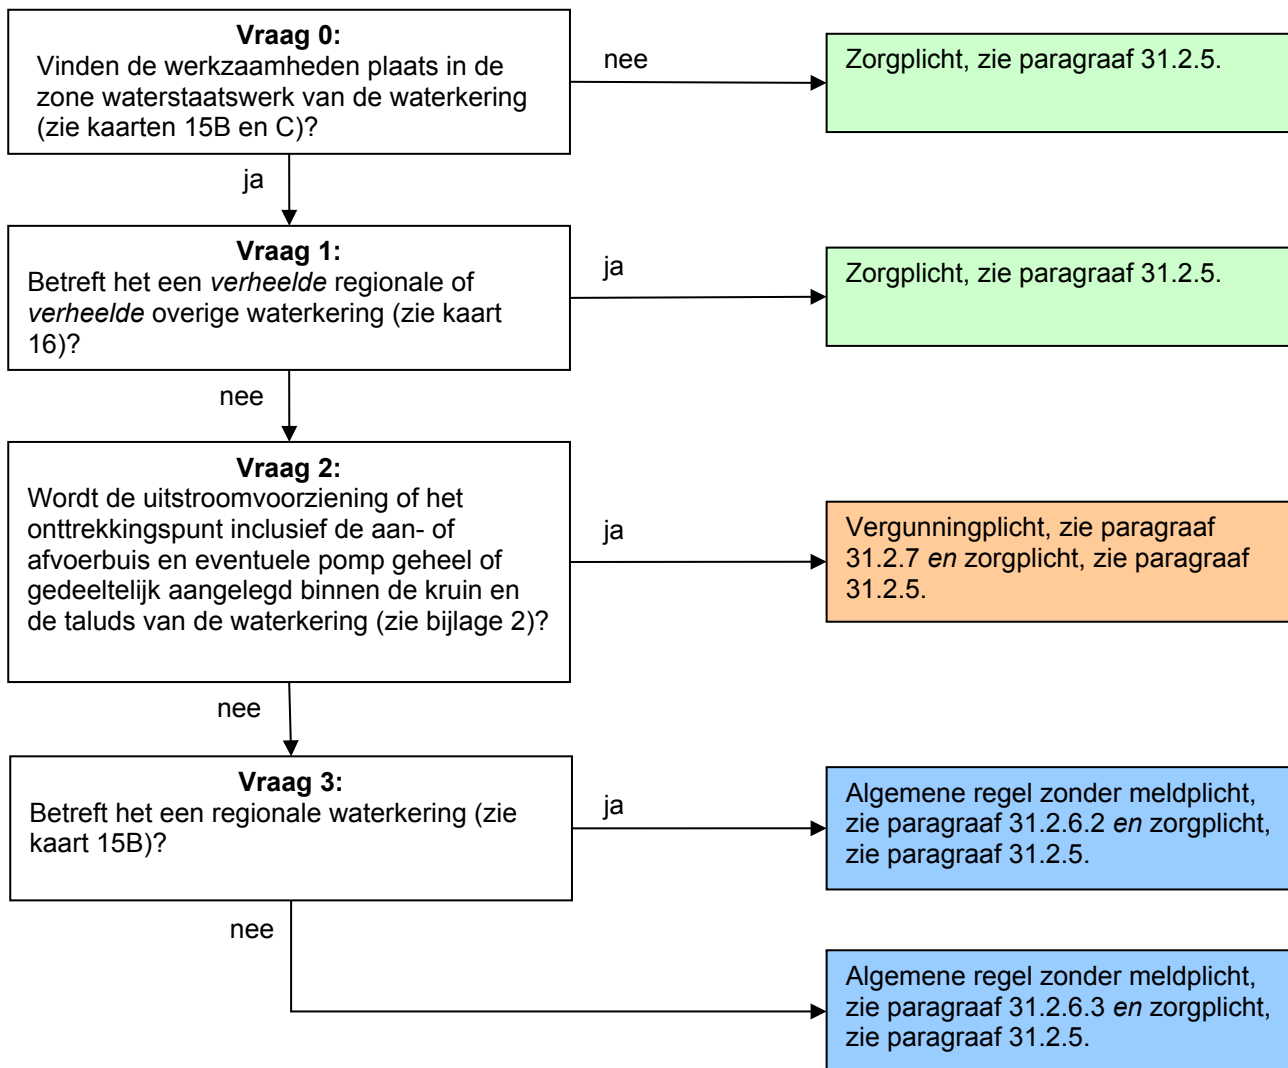 Vraag 0:
Vinden de werkzaamheden plaats in de
zone waterstaatswerk van de waterkering
(zie kaarten 15B en C)?
nee
Zorgplicht, zie paragraaf 31.2.5.
ja
Vraag 1:
Betreft het een verheelde regionale of
verheelde overige waterkering (zie kaart
16)?
ja
Zorgplicht, zie paragraaf 31.2.5.
nee
Vraag 2:
Wordt de uitstroomvoorziening of het
onttrekkingspunt inclusief de aan- of
afvoerbuis en eventuele pomp geheel of
gedeeltelijk aangelegd binnen de kruin en
de taluds van de waterkering (zie bijlage 2)?
ja
Vergunningplicht, zie paragraaf
31.2.7 en zorgplicht, zie paragraaf
31.2.5.
nee
Vraag 3:
Betreft het een regionale waterkering (zie
kaart 15B)?
ja
Algemene regel zonder meldplicht,
zie paragraaf 31.2.6.2 en zorgplicht,
zie paragraaf 31.2.5.
nee
Algemene regel zonder meldplicht,
zie paragraaf 31.2.6.3 en zorgplicht,
zie paragraaf 31.2.5.